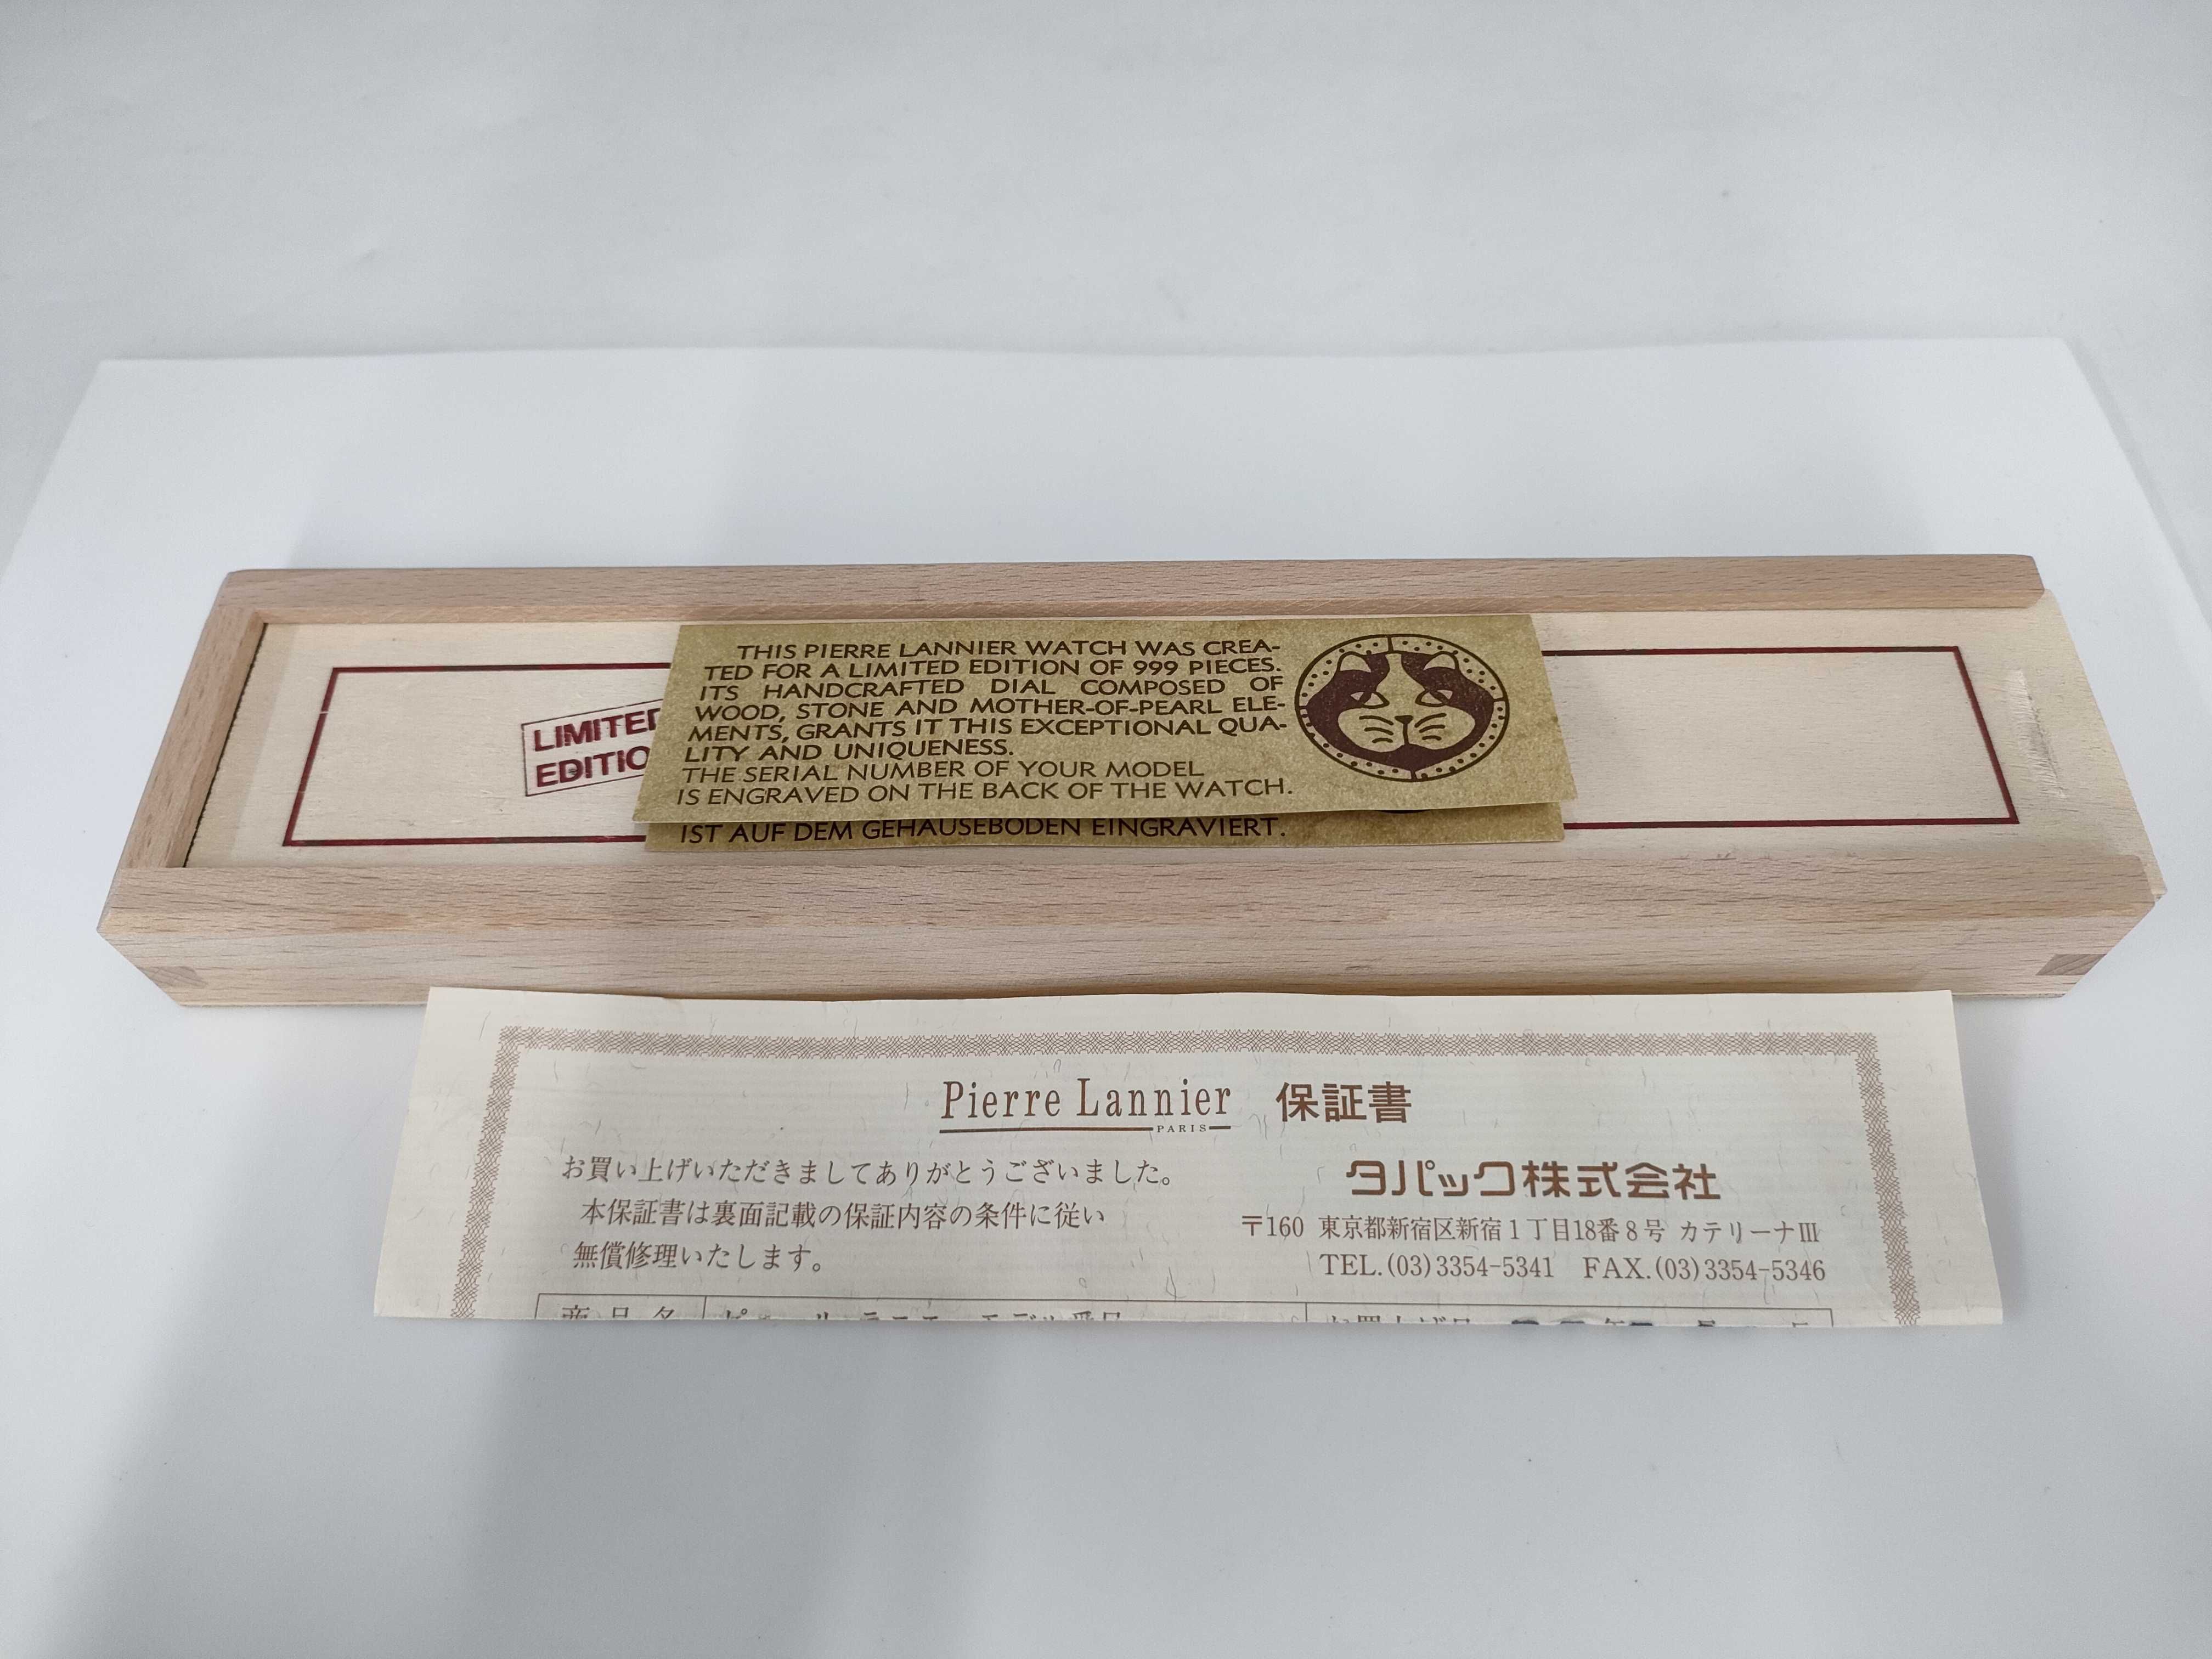 LIMITED
EDITIO
THIS PIERRE LANNIER WATCH WAS CREA-
TED FOR A LIMITED EDITION OF 999 PIECES.
ITS HANDCRAFTED DIAL COMPOSED OF
WOOD, STONE AND MOTHER-OF-PEARL ELE-
MENTS, GRANTS IT THIS EXCEPTIONAL QUA-
LITY AND UNIQUENESS.
THE SERIAL NUMBER OF YOUR MODEL
IS ENGRAVED ON THE BACK OF THE WATCH.
IST AUF DEM GEHAUSEBODEN EINGRAVIERT.
Pierre Lannier 保証書
PARIS
お買い上げいただきましてありがとうございました。
本保証書は裏面記載の保証内容の条件に従い
無償修理いたします。
タパック株式会社
〒160 東京都新宿区新宿1丁目18番8号 カテリーナIII
TEL.(03)3354-5341 FAX.(03)3354-5346